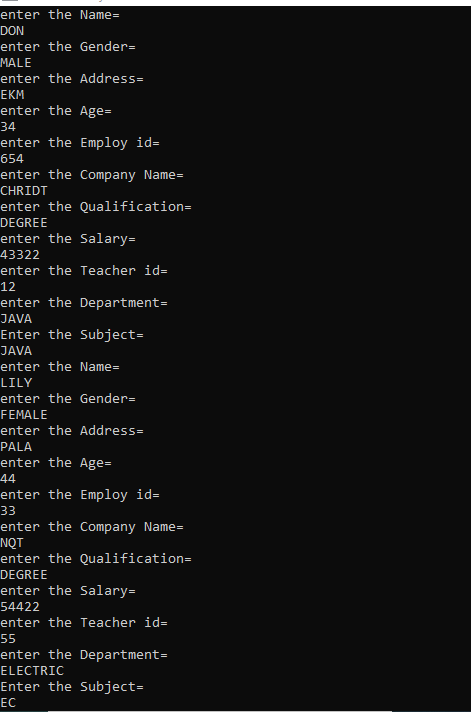 enter the Name=
DON
enter the Gender=
MALE
enter the Address=
EKM
enter the Age=
34
enter the Employ id=
654
enter the Company Name=
CHRIDT
enter the Qualification=
DEGREE
enter the Salary=
43322
enter the Teacher id=
12
enter the Department=
JAVA
Enter the Subject=
JAVA
enter the Name=
LILY
enter the Gender=
FEMALE
enter the Address=
PALA
enter the Age=
44
enter the Employ id=
33
enter the Company Name=
NQT
enter the Qualification=
DEGREE
enter the Salary=
54422
enter the Teacher id=
55
enter the Department=
ELECTRIC
Enter the Subject=
EC